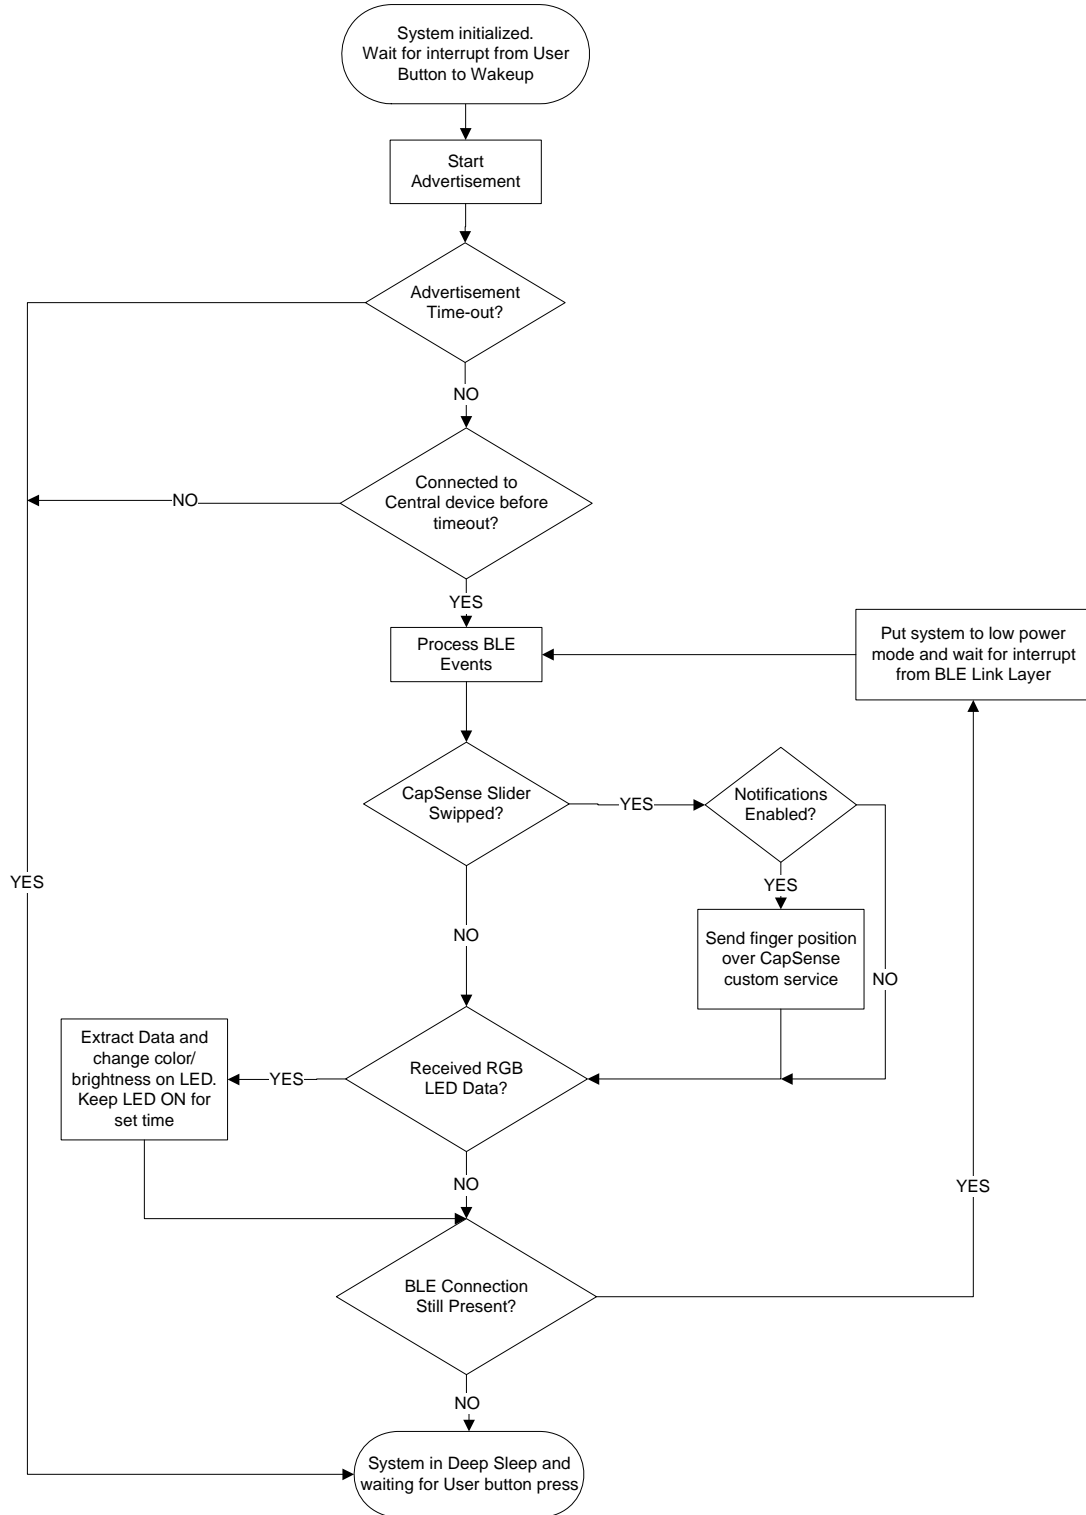 System initialized.
Wait for interrupt from User
Button to Wakeup
Start
Advertisement
Advertisement
Time-out?
NO
Connected to
Central device before
timeout?
NO
YES
Process BLE
Events
Put system to low power
mode and wait for interrupt
from BLE Link Layer
CapSense Slider
Swipped?
YES
Notifications
Enabled?
YES
YES
Send finger position
over CapSense
custom service
NO
NO
Extract Data and
change color/
brightness on LED.
Keep LED ON for
set time
YES
Received RGB
LED Data?
NO
YES
BLE Connection
Still Present?
NO
System in Deep Sleep and
waiting for User button press